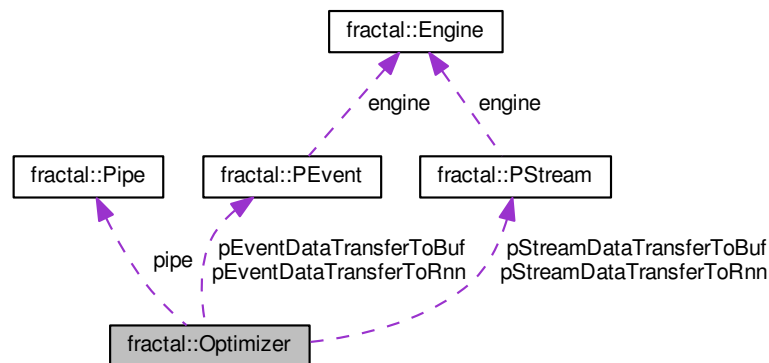 fractal::Engine
engine
engine
fractal::Pipe
fractal::PEvent
fractal::PStream
pipe
pEventDataTransferToBuf
pEventDataTransferToRnn
pStreamDataTransferToBuf
pStreamDataTransferToRnn
fractal::Optimizer